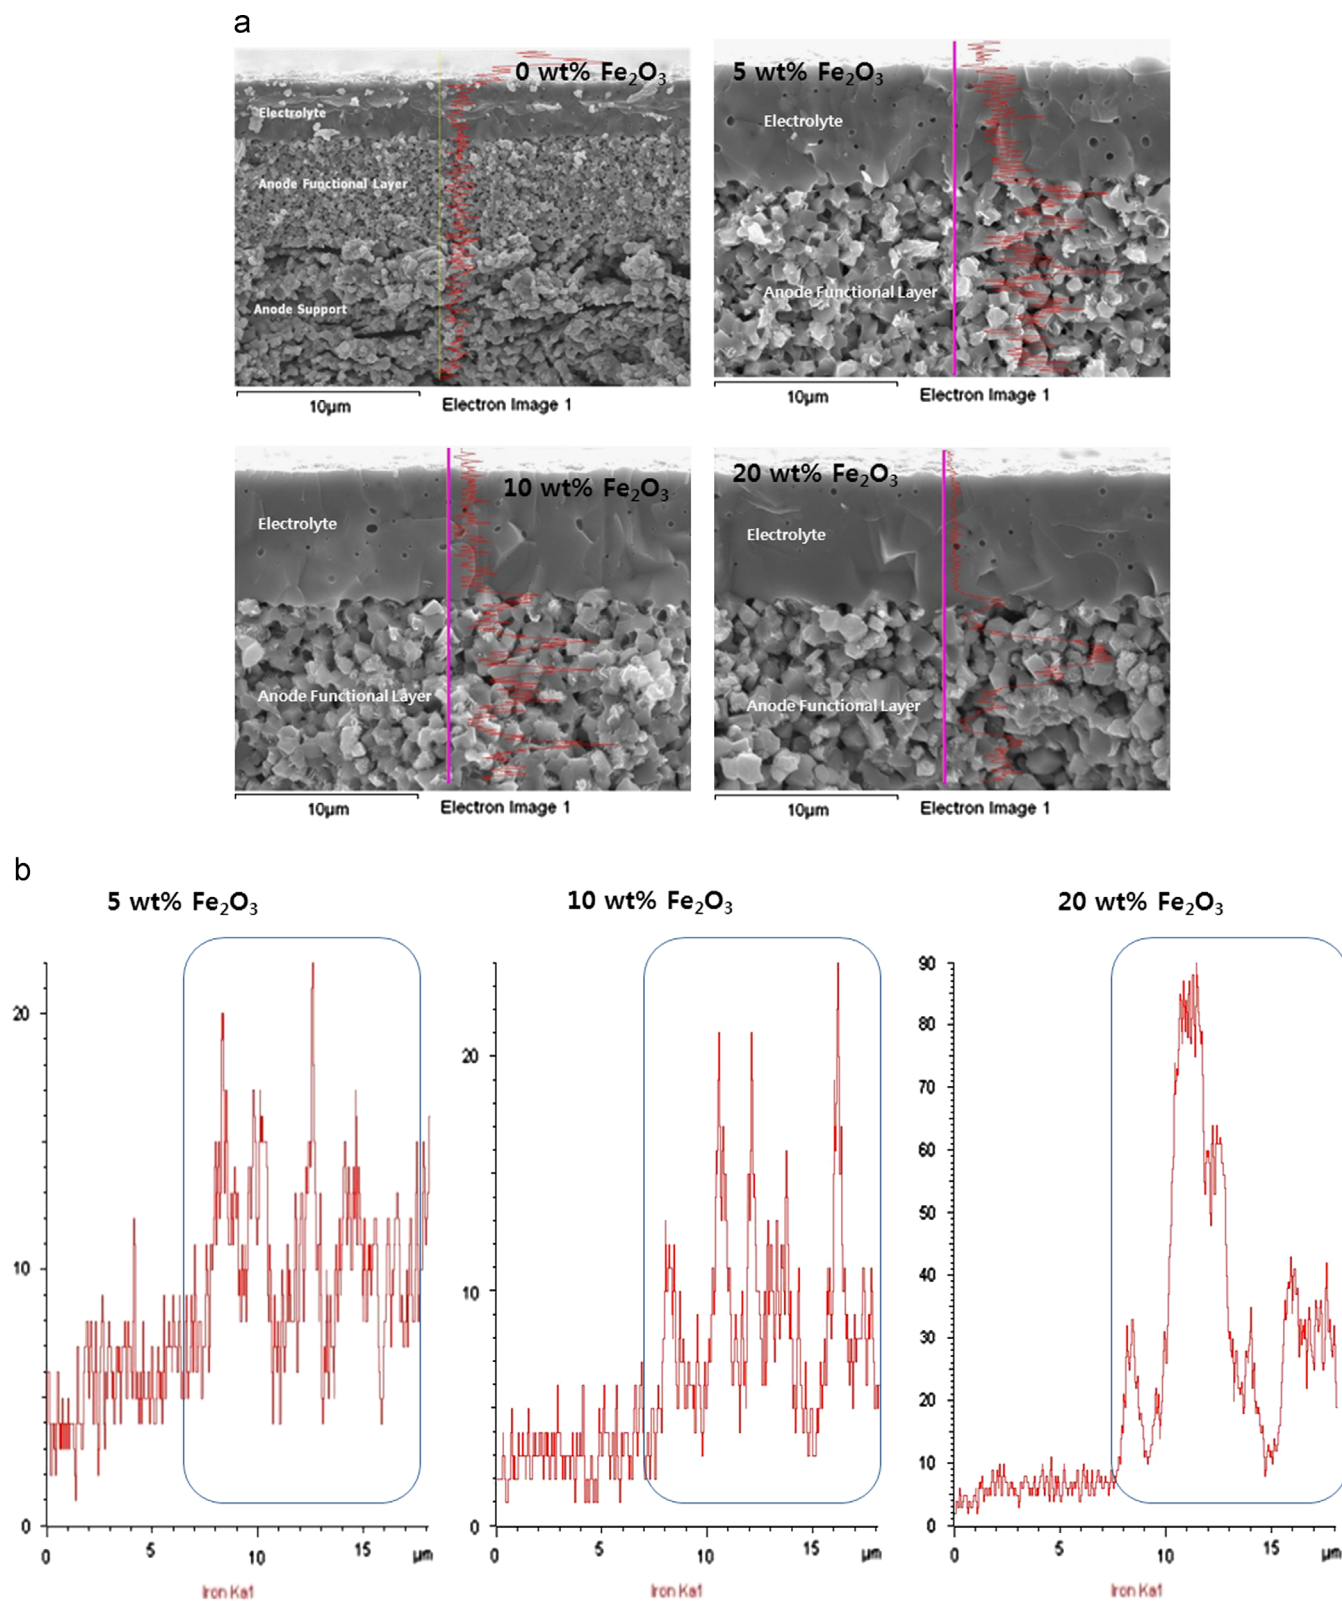 a
0 wt% Fe₂O₃
Electrolyte
Anode Functional Layer
Anode Support
10µm
Electron Image 1
5 wt% Fe₂O₃
Electrolyte
Anode Functional Layer
10µm
Electron Image 1
10 wt% Fe₂O₃
Electrolyte
Anode Functional Layer
10µm
Electron Image 1
20 wt% Fe₂O₃
Electrolyte
Anode Functional Layer
10µm
Electron Image 1
b
5 wt% Fe₂O₃
20
10
0
0 5 10 15 µm
Iron Ka1
10 wt% Fe₂O₃
20
10
0
0 5 10 15 µm
Iron Ka1
20 wt% Fe₂O₃
90
80
70
60
50
40
30
20
10
0
0 5 10 15 µm
Iron Ka1